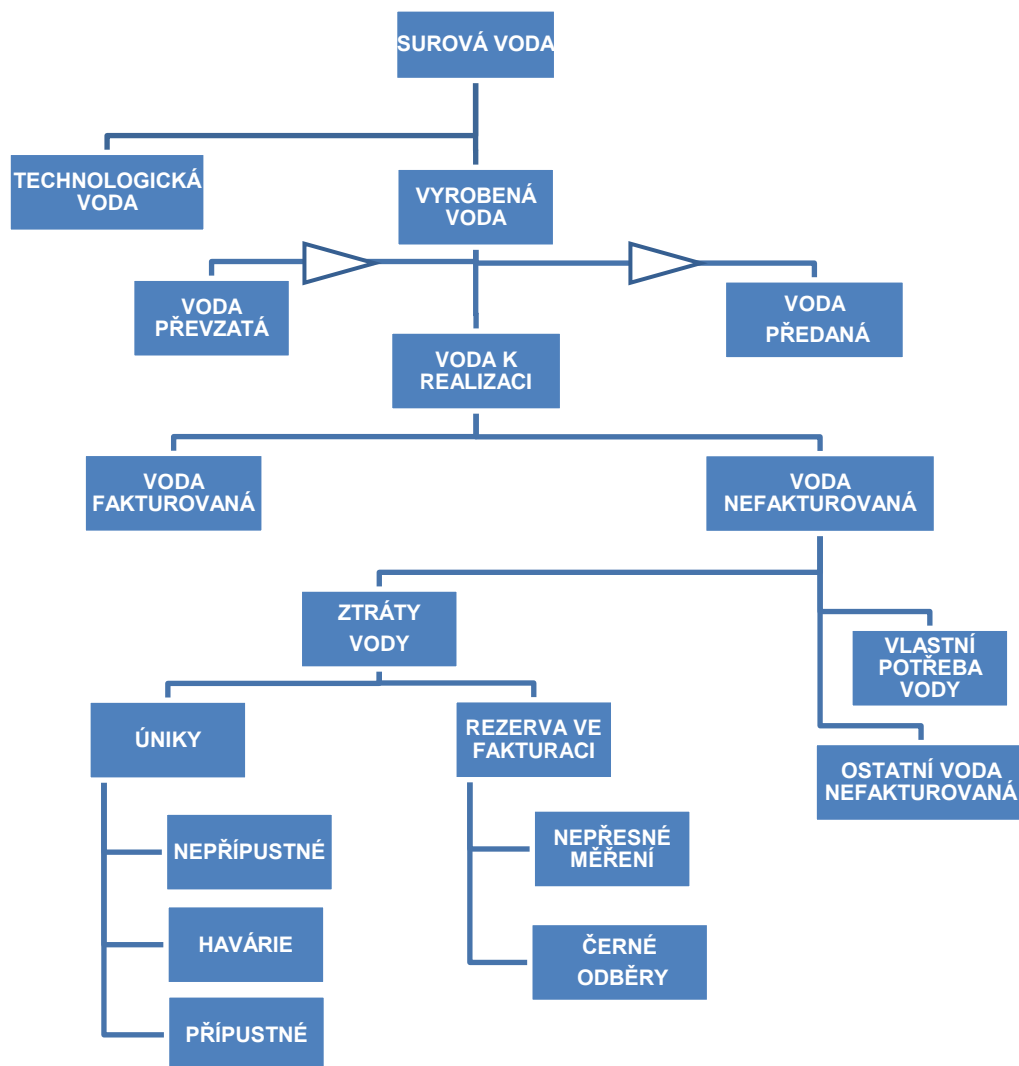 SUROVÁ VODA
TECHNOLOGICKÁ
VODA
VYROBENÁ
VODA
VODA
PŘEVZATÁ
VODA
PŘEDANÁ
VODA K
REALIZACI
VODA
FAKTUROVANÁ
VODA
NEFAKTUROVANÁ
ZTRÁTY
VODY
VLASTNÍ
POTŘEBA
VODY
ÚNIKY
REZERVA VE
FAKTURACI
OSTATNÍ VODA
NEFAKTUROVANÁ
NEPŘÍPUSTNÉ
NEPŘESNÉ
MĚŘENÍ
HAVÁRIE
ČERNÉ
ODBĚRY
PŘÍPUSTNÉ